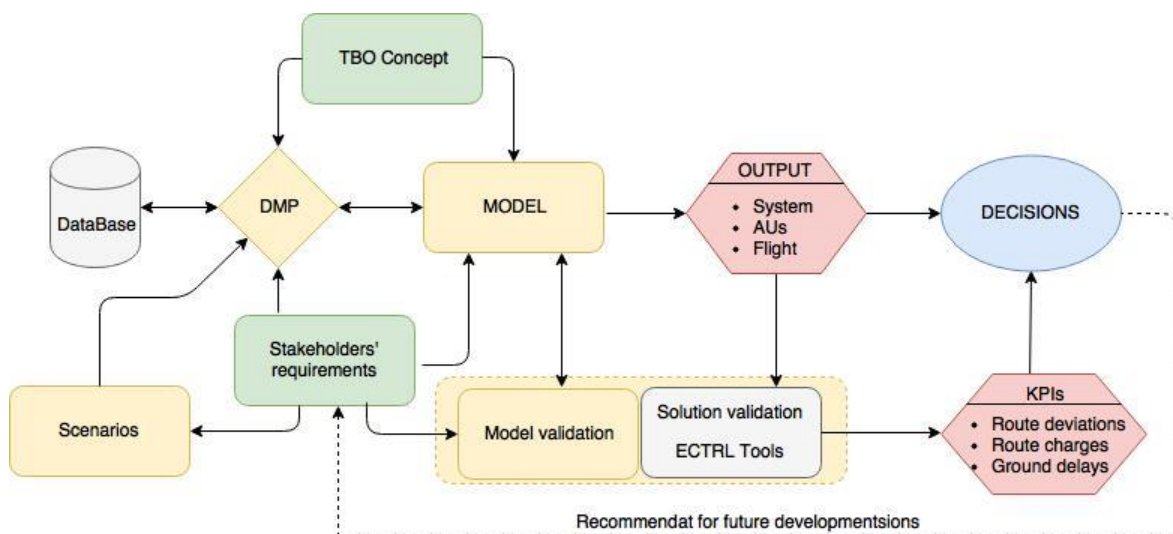 TBO Concept
DataBase
DMP
MODEL
OUTPUT
• System
• AUs
• Flight
DECISIONS
Stakeholders'
requirements
Scenarios
Model validation
Solution validation
ECTRL Tools
KPIs
• Route deviations
• Route charges
• Ground delays
Recommendat for future developmentsions